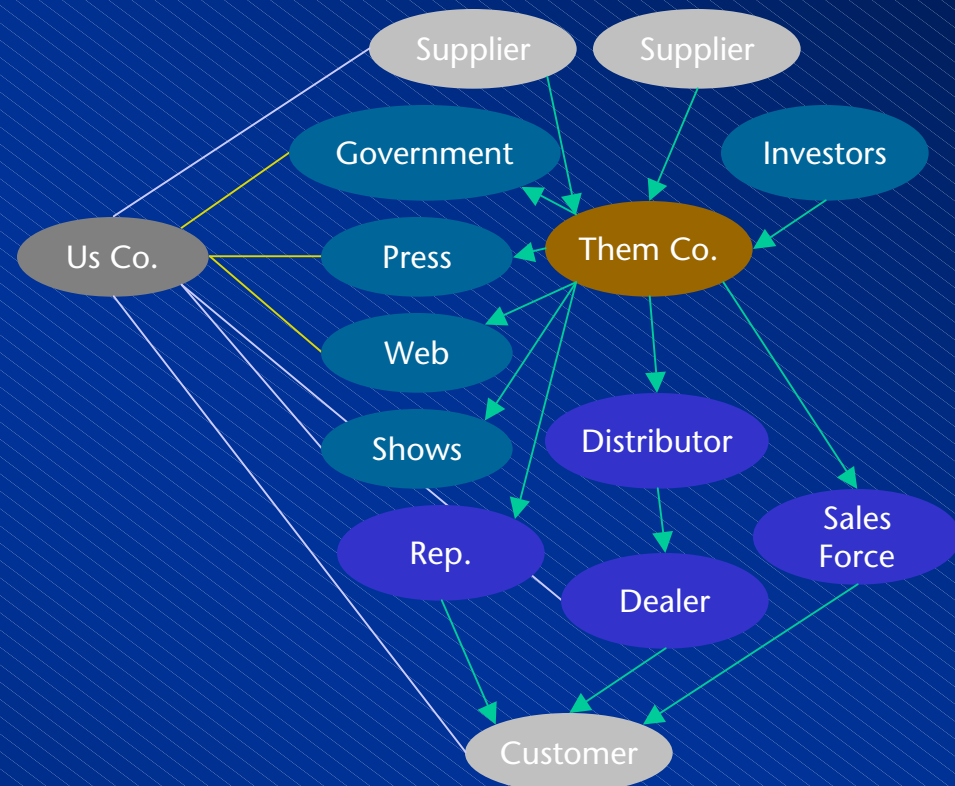 Supplier
Supplier
Government
Investors
Us Co.
Press
Them Co.
Web
Shows
Distributor
Rep.
Sales
Force
Dealer
Customer